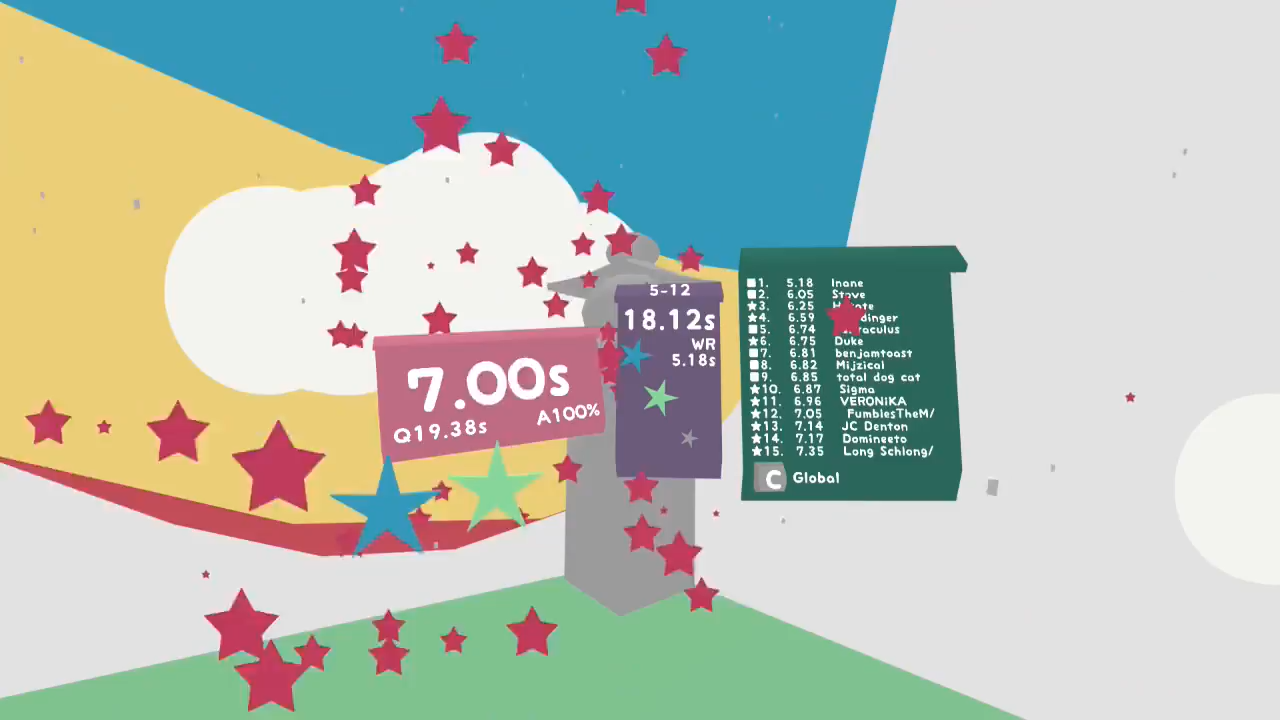 7.00s
Q19.38s
A100%
5-12
18.12s
WR
5.18s
1. 5.18 Inane
2. 6.05 Steve
3. 6.25
4. 6.59
5. 6.74
6. 6.75 Duke
7. 6.81 benjamtoast
8. 6.82 Mijzical
9. 6.85 total dog cat
10. 6.87 Sigma
11. 6.96 VERONIKA
12. 7.05 FumblesTheM/
13. 7.14 JC Denton
14. 7.17 Domineeto
15. 7.35 Long Schlong/
C Global